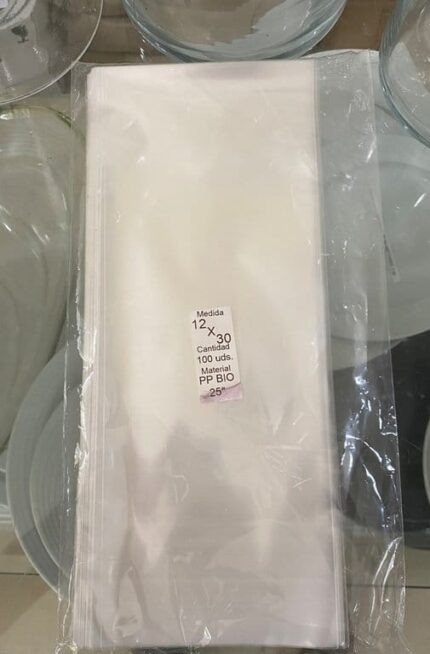 Medida
12 x 30
Cantidad
100 uds.
Material
PP BIO
25"